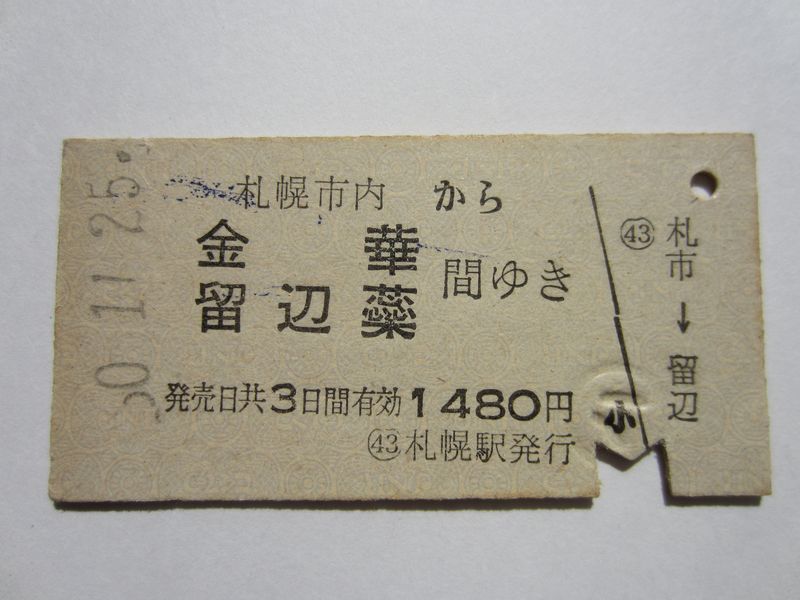 50.11.25
札幌市内 から
金華
留辺蘂
間ゆき
発売日共3日間有効 1480円
㊸札幌駅発行
㊸ 札市→留辺
小